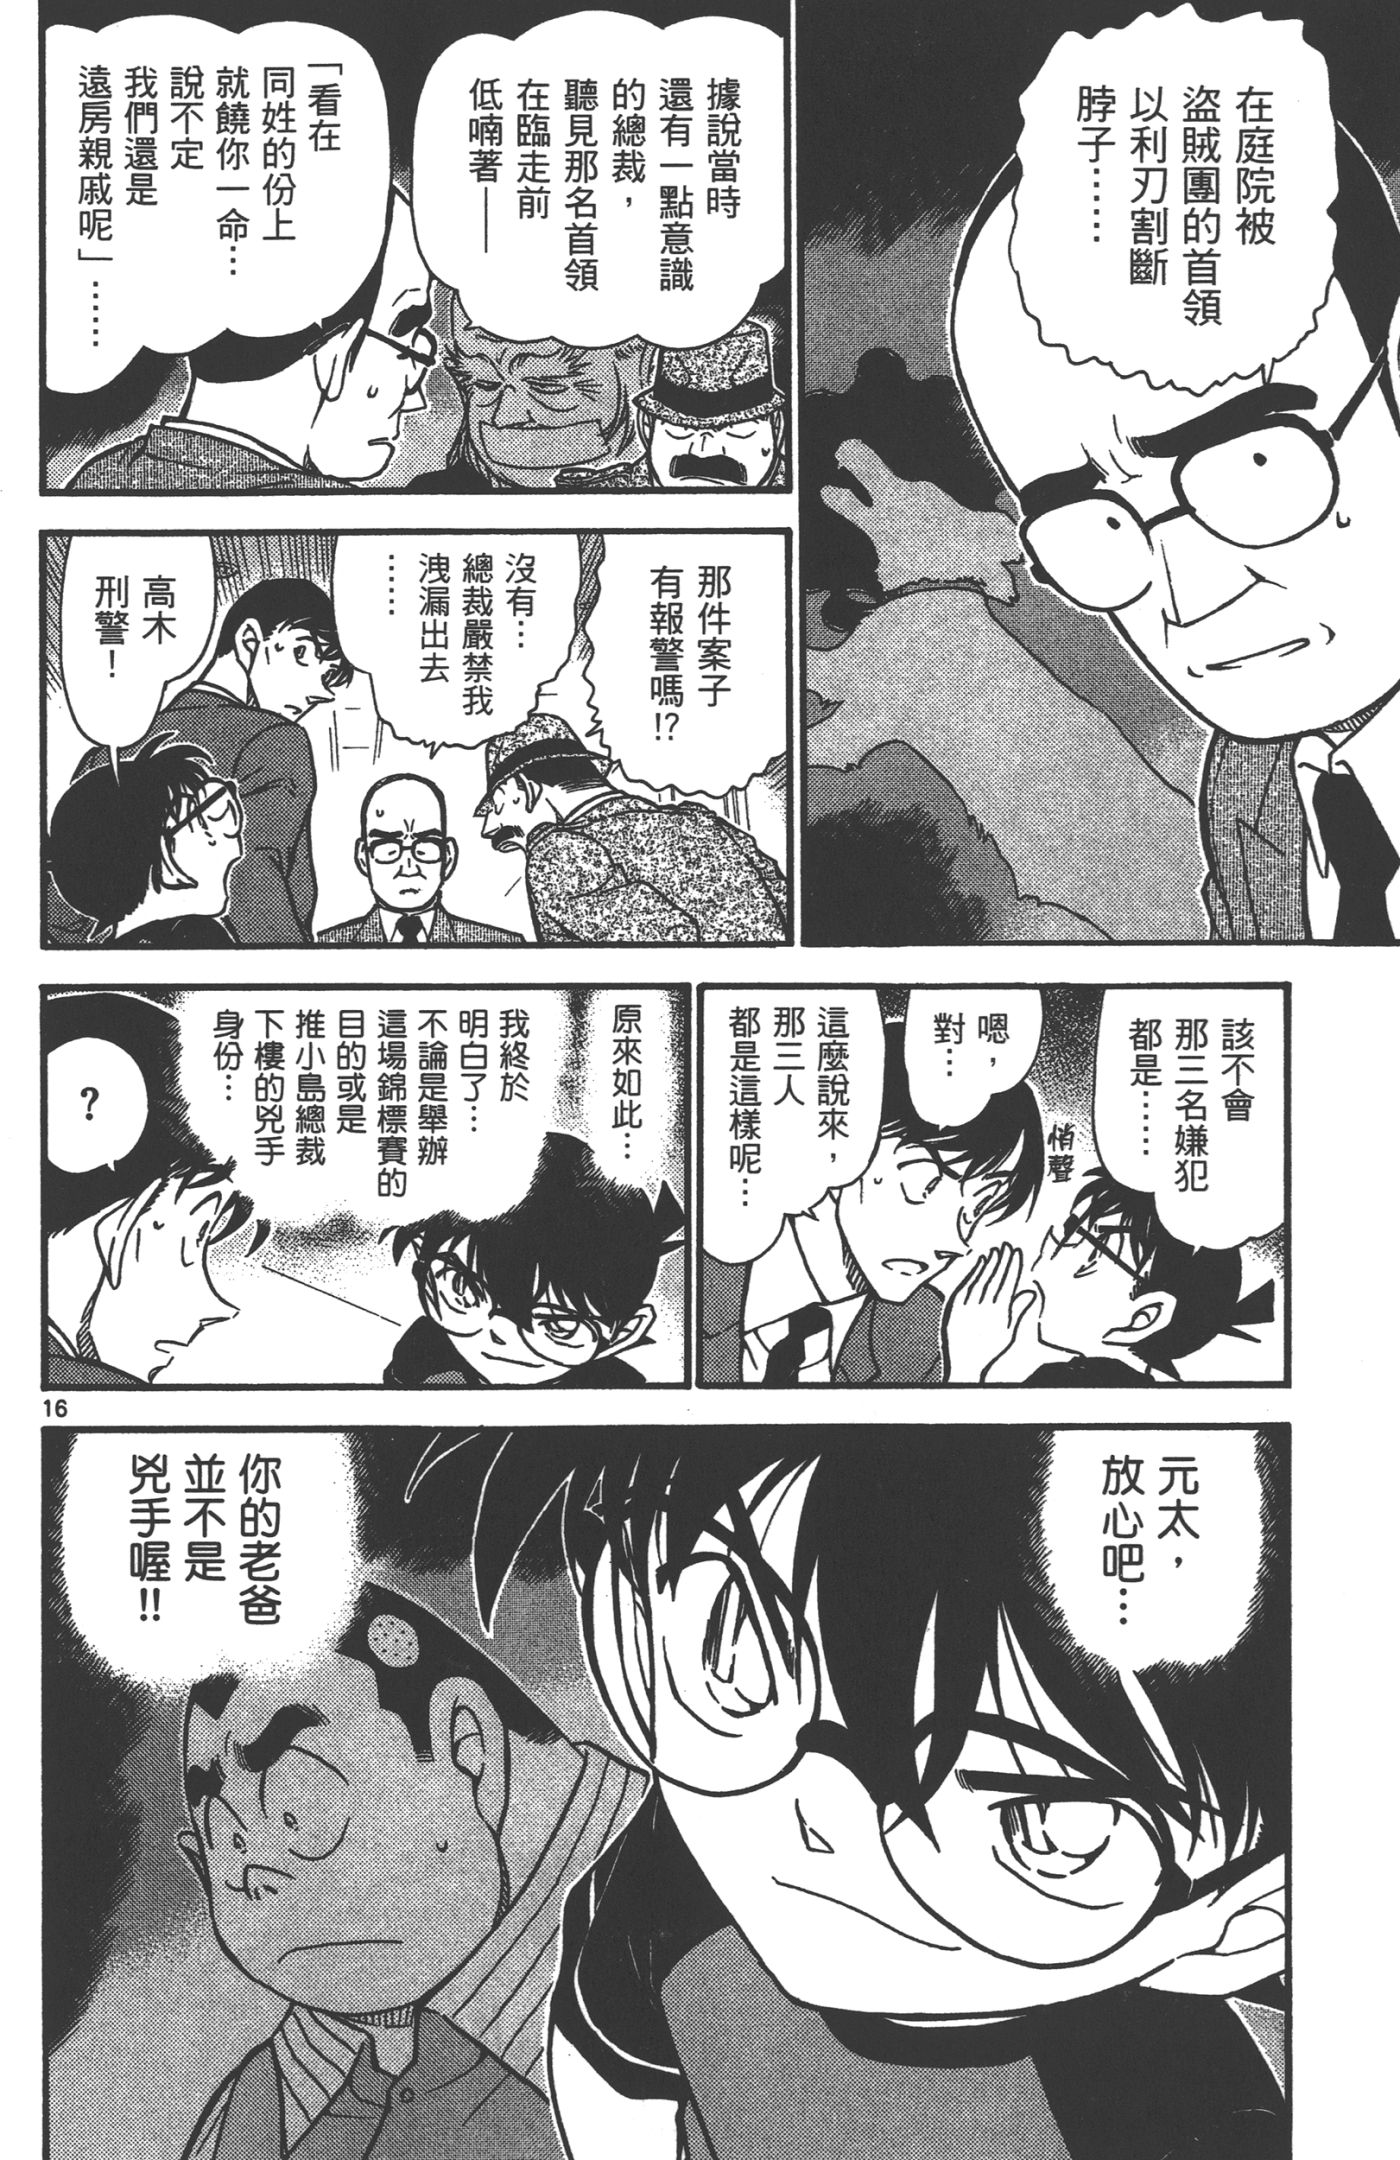 在庭院被
盜賊團的首領
以利刃割斷
脖子……
據說當時
還有一點意識
的總裁，
聽見那名首領
在臨走前
低喃著——
「看在
同姓的份上
就饒你一命…
說不定
我們還是
遠房親戚呢」……
那件案子
有報警嗎!?
沒有…
總裁嚴禁我
洩漏出去
……
高木
刑警！
該不會
那三名嫌犯
都是……
悄聲
嗯，
對…
這麼說來，
那三人
都是這樣呢…
原來如此…
我終於
明白了…
不論是舉辦
這場錦標賽的
目的或是
推小島總裁
下樓的兇手
身份…
？
16
元太，
放心吧…
你的老爸
並不是
兇手喔!!